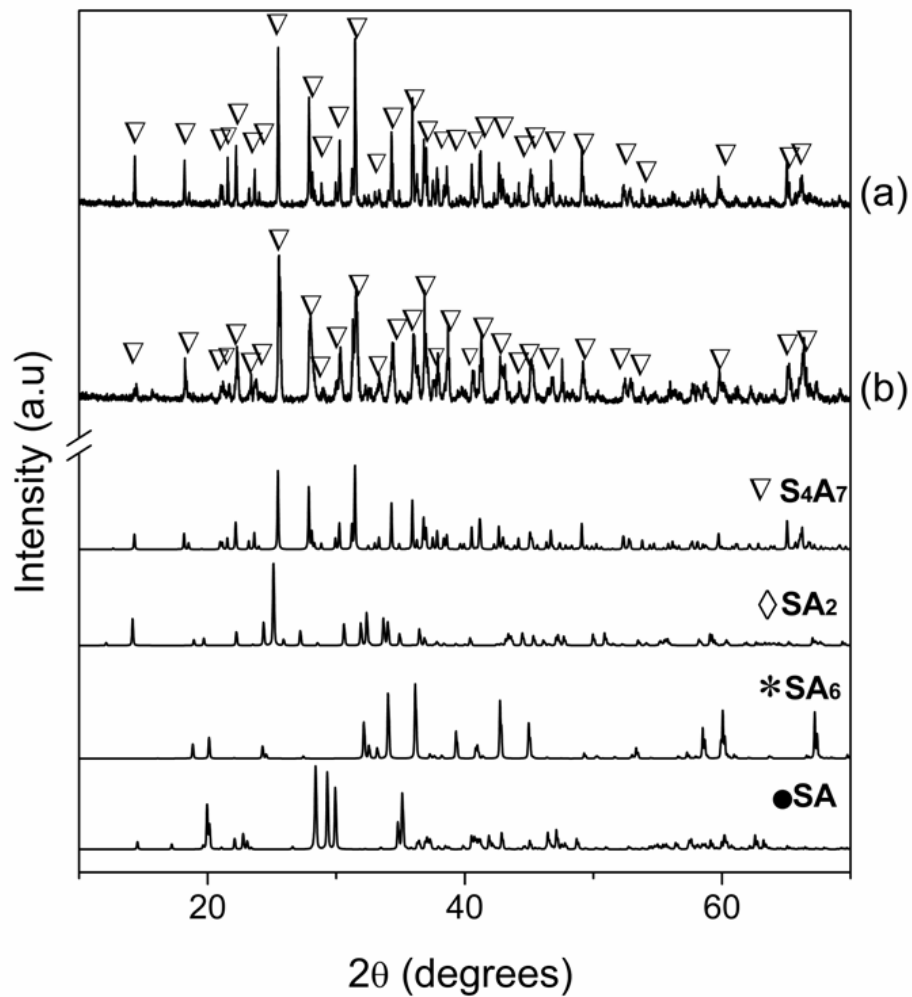 (a)
(b)
Intensity (a.u)
▽ S₄A₇
◇ SA₂
* SA₆
● SA
20 40 60
2θ (degrees)